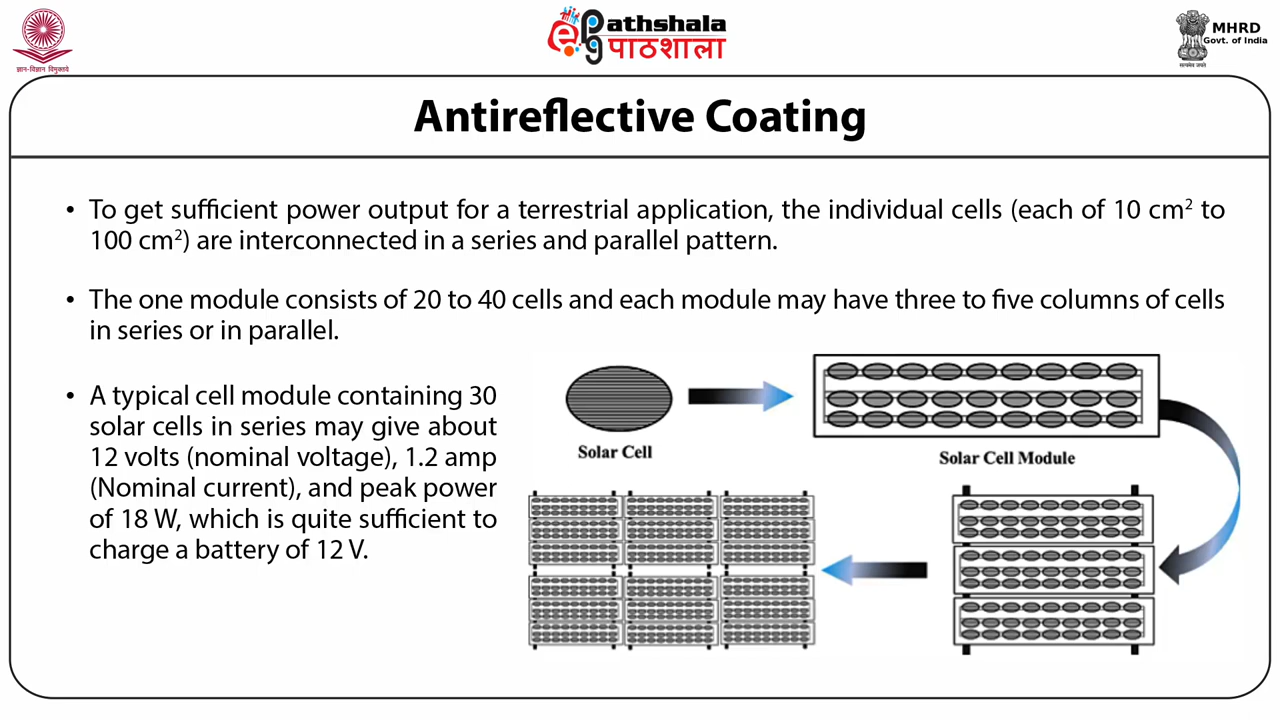 ज्ञान-विज्ञान विमुक्तये
ePathshala
पाठशाला
MHRD
Govt. of India
सत्यमेव जयते
Antireflective Coating
• To get sufficient power output for a terrestrial application, the individual cells (each of 10 cm² to
100 cm²) are interconnected in a series and parallel pattern.
• The one module consists of 20 to 40 cells and each module may have three to five columns of cells
in series or in parallel.
• A typical cell module containing 30
solar cells in series may give about
12 volts (nominal voltage), 1.2 amp
(Nominal current), and peak power
of 18 W, which is quite sufficient to
charge a battery of 12 V.
Solar Cell
Solar Cell Module